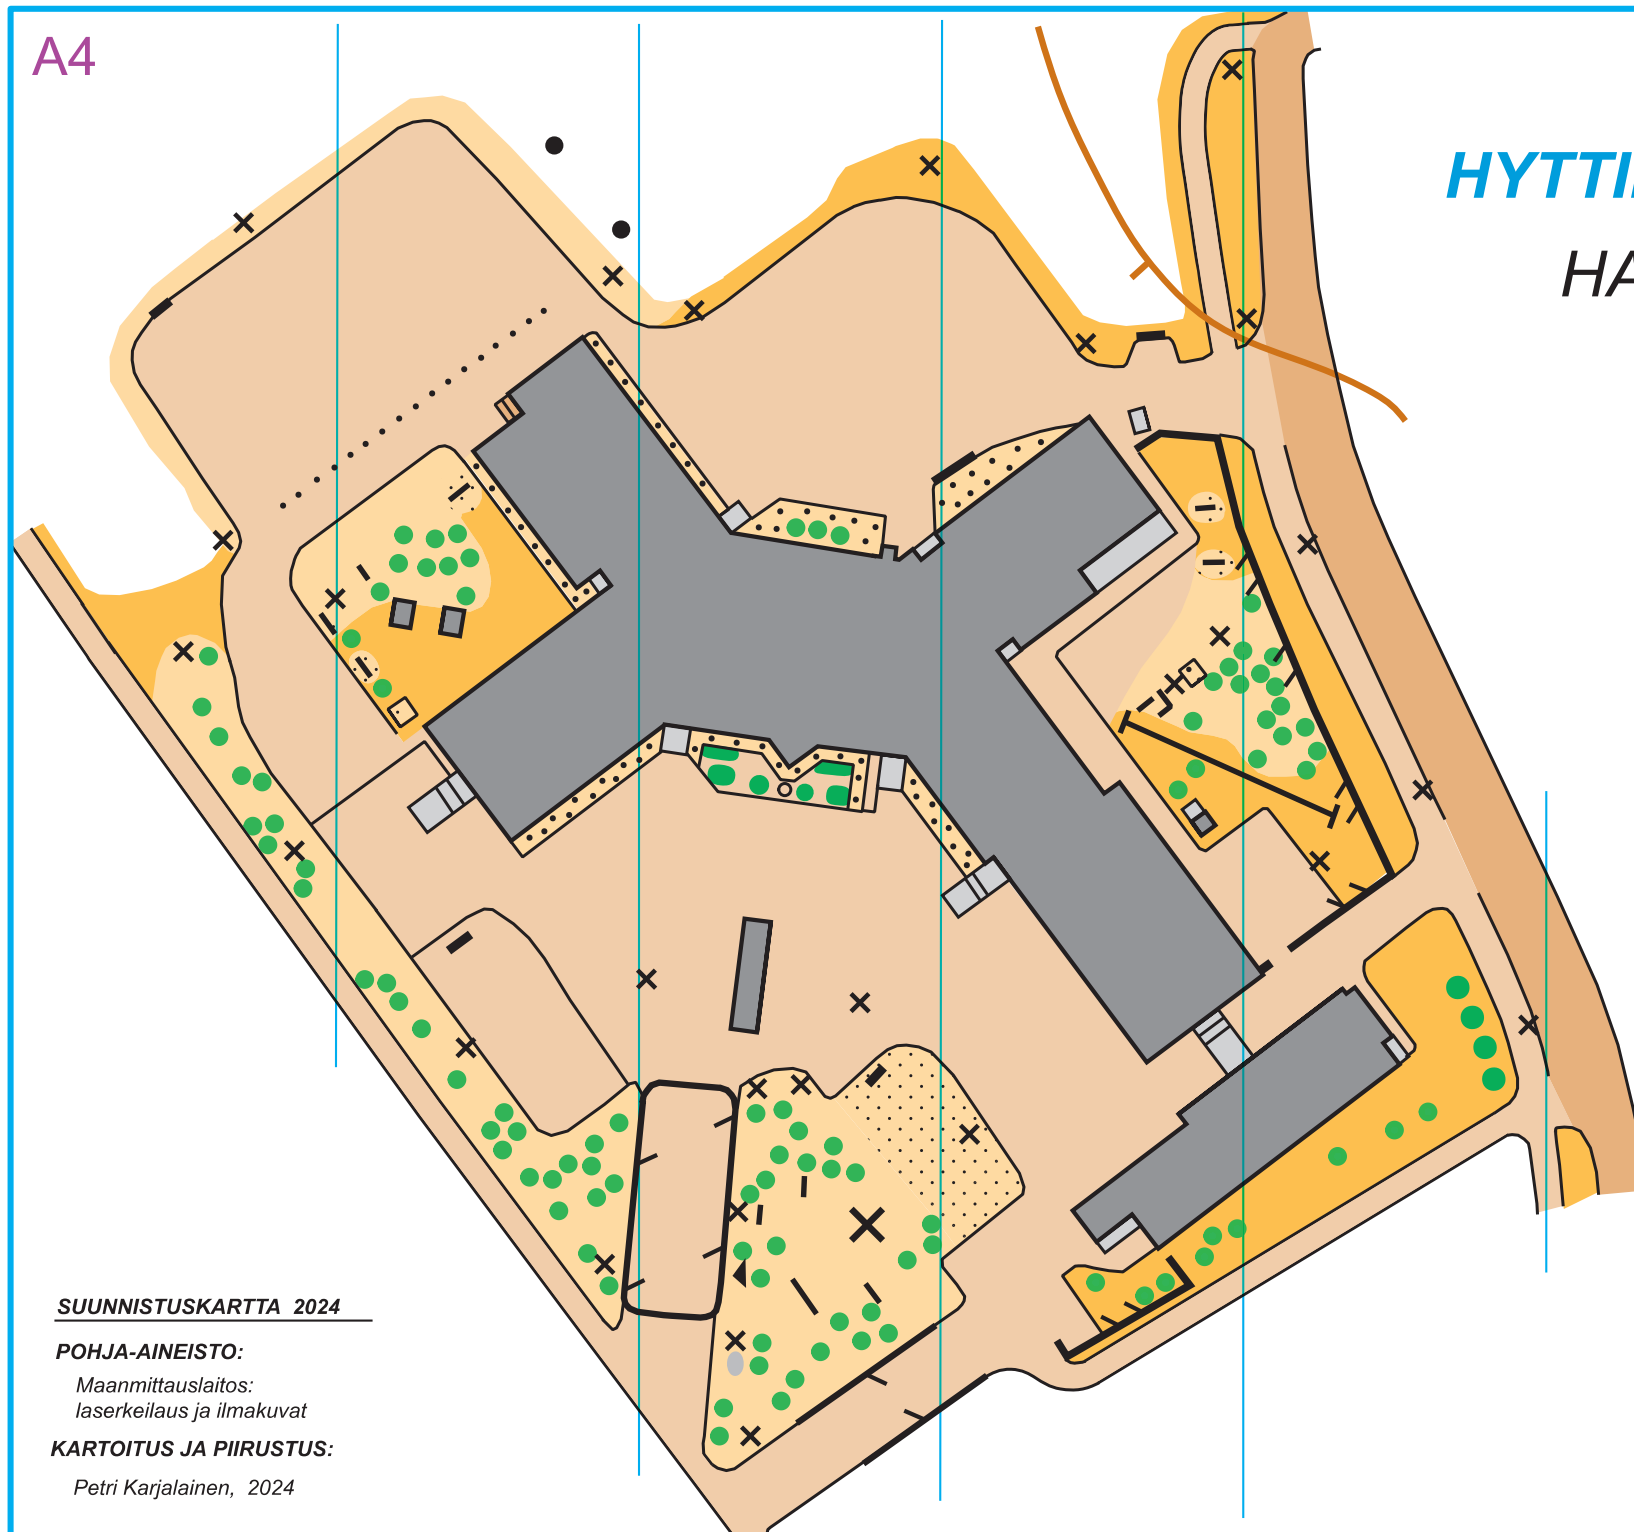 A4
HYTTI
HA
SUUNNISTUSKARTTA 2024
POHJA-AINEISTO:
Maanmittauslaitos:
laserkeilaus ja ilmakuvat
KARTOITUS JA PIIRUSTUS:
Petri Karjalainen, 2024